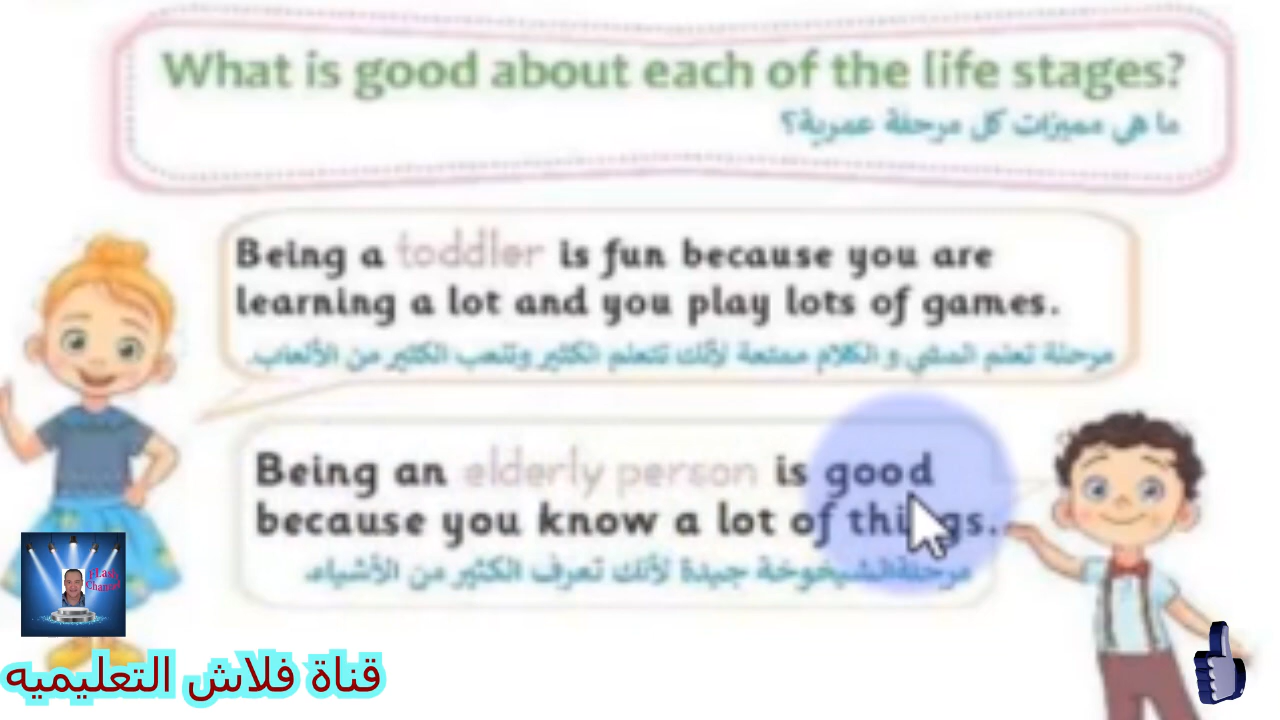 What is good about each of the life stages?
ما هي مميزات كل مرحلة عمرية؟
Being a toddler is fun because you are
learning a lot and you play lots of games.
مرحلة تعلم المشي و الكلام ممتعة لأنك تتعلم الكثير وتلعب الكثير من الألعاب.
Being an elderly person is good
because you know a lot of things.
مرحلةالشيخوخة جيدة لأنك تعرف الكثير من الأشياء.
fLash
Channel
قناة فلاش التعليميه